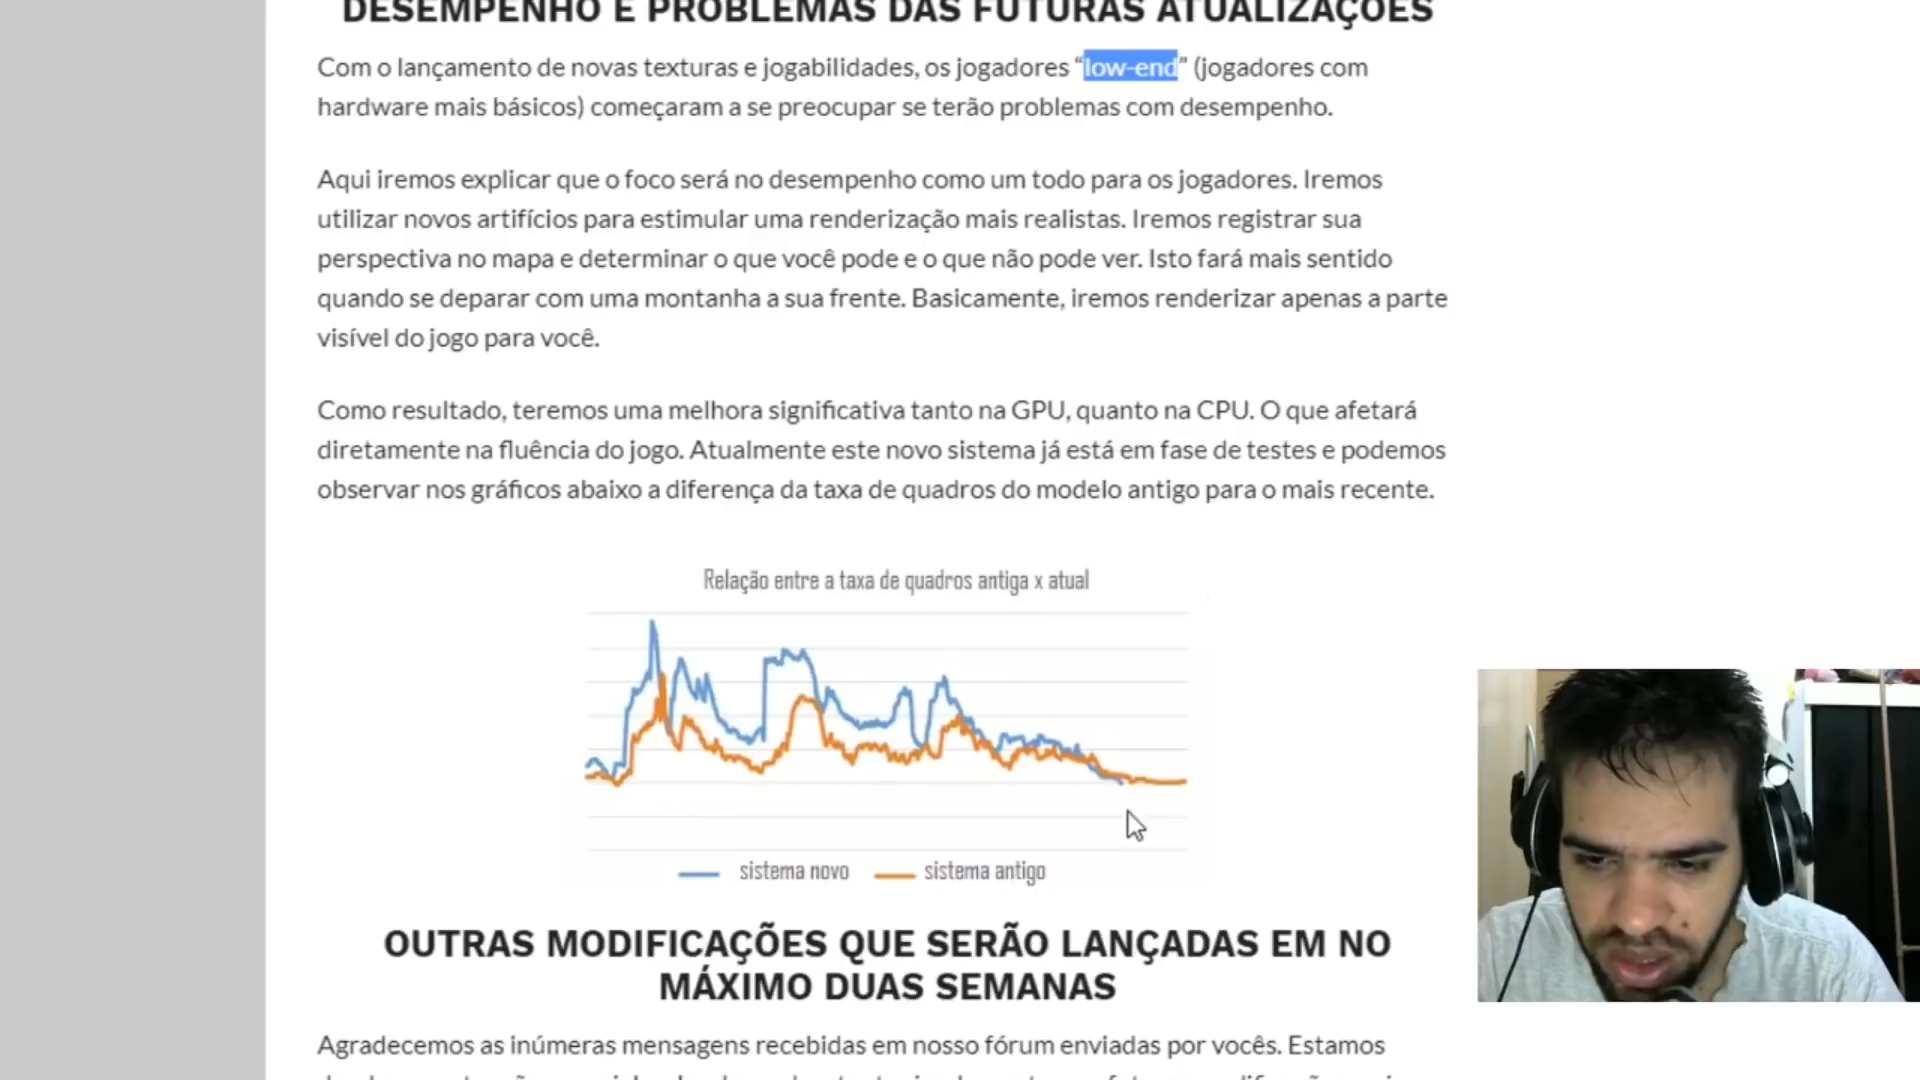 DESEMPENHO E PROBLEMAS DAS FUTURAS ATUALIZAÇÕES
Com o lançamento de novas texturas e jogabilidades, os jogadores “low-end” (jogadores com
hardware mais básicos) começaram a se preocupar se terão problemas com desempenho.
Aqui iremos explicar que o foco será no desempenho como um todo para os jogadores. Iremos
utilizar novos artifícios para estimular uma renderização mais realistas. Iremos registrar sua
perspectiva no mapa e determinar o que você pode e o que não pode ver. Isto fará mais sentido
quando se deparar com uma montanha a sua frente. Basicamente, iremos renderizar apenas a parte
visível do jogo para você.
Como resultado, teremos uma melhora significativa tanto na GPU, quanto na CPU. O que afetará
diretamente na fluência do jogo. Atualmente este novo sistema já está em fase de testes e podemos
observar nos gráficos abaixo a diferença da taxa de quadros do modelo antigo para o mais recente.
Relação entre a taxa de quadros antiga x atual
sistema novo sistema antigo
OUTRAS MODIFICAÇÕES QUE SERÃO LANÇADAS EM NO
MÁXIMO DUAS SEMANAS
Agradecemos as inúmeras mensagens recebidas em nosso fórum enviadas por vocês. Estamos